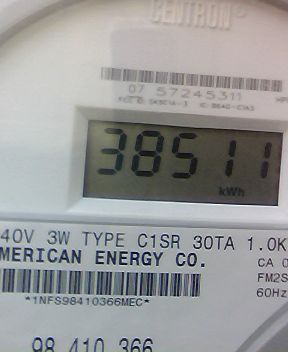 CENTRON®
07 57245311
38511
kWh
40V 3W TYPE C1SR 30TA 1.0K
MERICAN ENERGY CO.
CA 0
FM2S
60Hz
*1NFS98410366MEC*
98 410 366